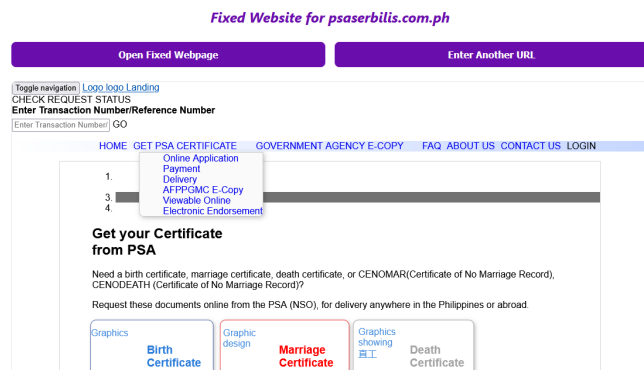 Fixed Website for psaserbilis.com.ph
Open Fixed Webpage
Enter Another URL
Toggle navigation Logo logo Landing
CHECK REQUEST STATUS
Enter Transaction Number/Reference Number
Enter Transaction Number/ GO
HOME GET PSA CERTIFICATE GOVERNMENT AGENCY E-COPY FAQ ABOUT US CONTACT US LOGIN
Online Application
Payment
Delivery
AFPPGMC E-Copy
Viewable Online
Electronic Endorsement
1.
3.
4.
Get your Certificate
from PSA
Need a birth certificate, marriage certificate, death certificate, or CENOMAR(Certificate of No Marriage Record),
CENODEATH (Certificate of No Marriage Record)?
Request these documents online from the PSA (NSO), for delivery anywhere in the Philippines or abroad.
Graphics
Birth
Certificate
Graphic
design
Marriage
Certificate
Graphics
showing
直工
Death
Certificate